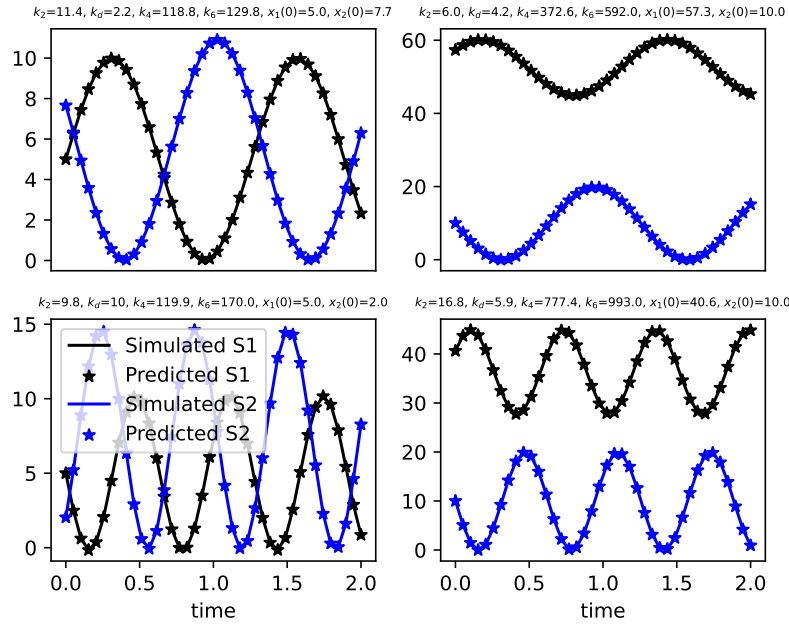 k₂=11.4, k_d=2.2, k₄=118.8, k₆=129.8, x₁(0)=5.0, x₂(0)=7.7
k₂=6.0, k_d=4.2, k₄=372.6, k₆=592.0, x₁(0)=57.3, x₂(0)=10.0
10
8
6
4
2
0
60
40
20
0
k₂=9.8, k_d=10, k₄=119.9, k₆=170.0, x₁(0)=5.0, x₂(0)=2.0
k₂=16.8, k_d=5.9, k₄=777.4, k₆=993.0, x₁(0)=40.6, x₂(0)=10.0
15
10
5
0
Simulated S1
Predicted S1
Simulated S2
Predicted S2
40
30
20
10
0
0.0 0.5 1.0 1.5 2.0
time
0.0 0.5 1.0 1.5 2.0
time